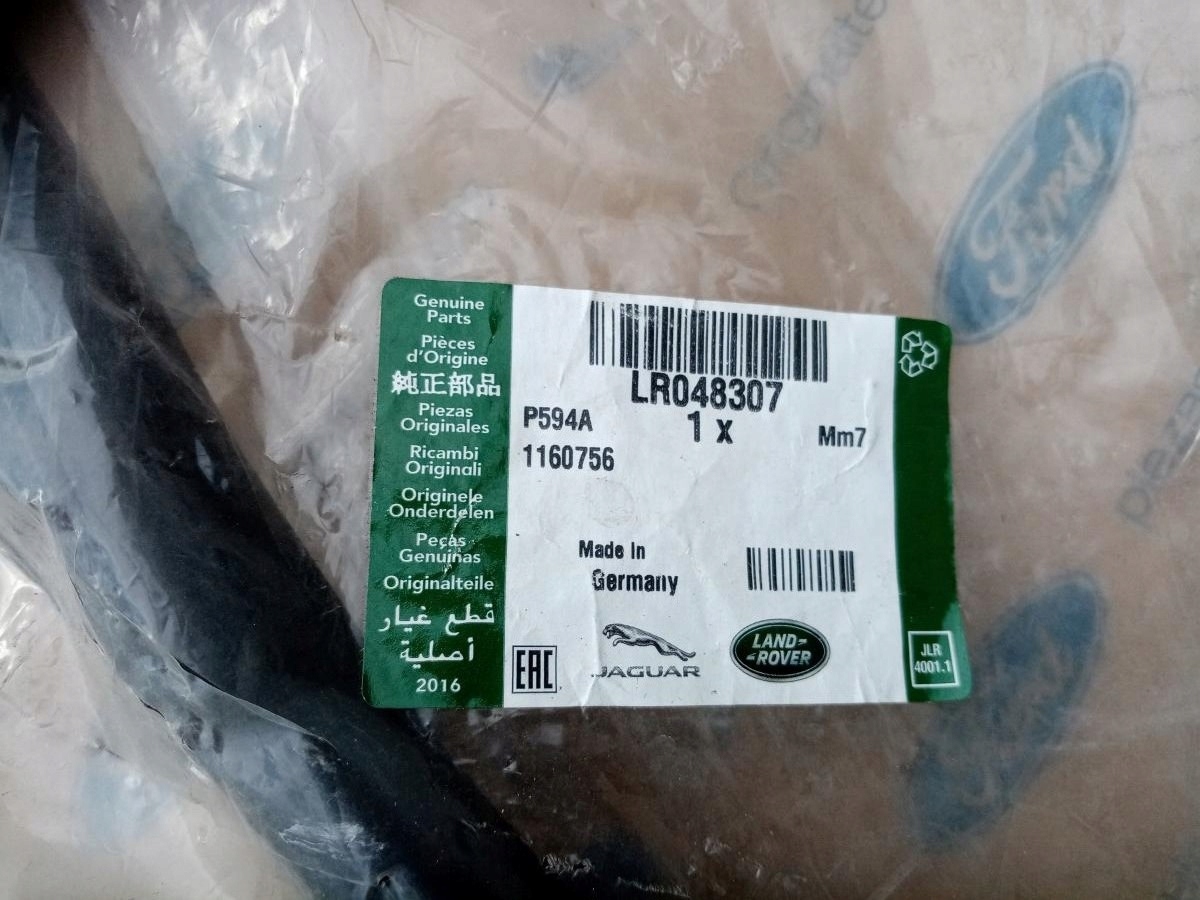 Ford
Genuine
Parts
Pièces
d'Origine
純正部品
Piezas
Originales
Ricambi
Originali
Originele
Onderdelen
Peças
Genuínas
Originalteile
قطع غيار
أصلية
2016
LR048307
1 x
P594A
Mm7
1160756
Made In
Germany
EAC
JAGUAR
LAND-
-ROVER
JLR
4001.1